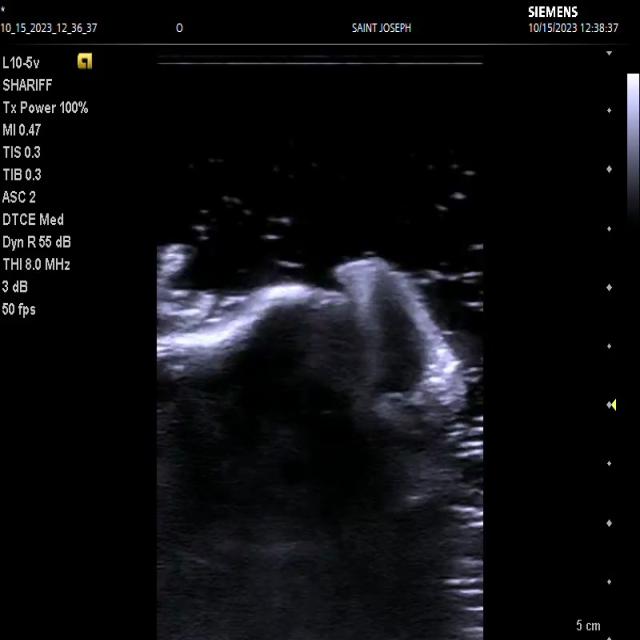 *
SIEMENS
10_15_2023_12_36_37 O SAINT JOSEPH 10/15/2023 12:38:37
L10-5v
SHARIFF
Tx Power 100%
MI 0.47
TIS 0.3
TIB 0.3
ASC 2
DTCE Med
Dyn R 55 dB
THI 8.0 MHz
3 dB
50 fps
5 cm